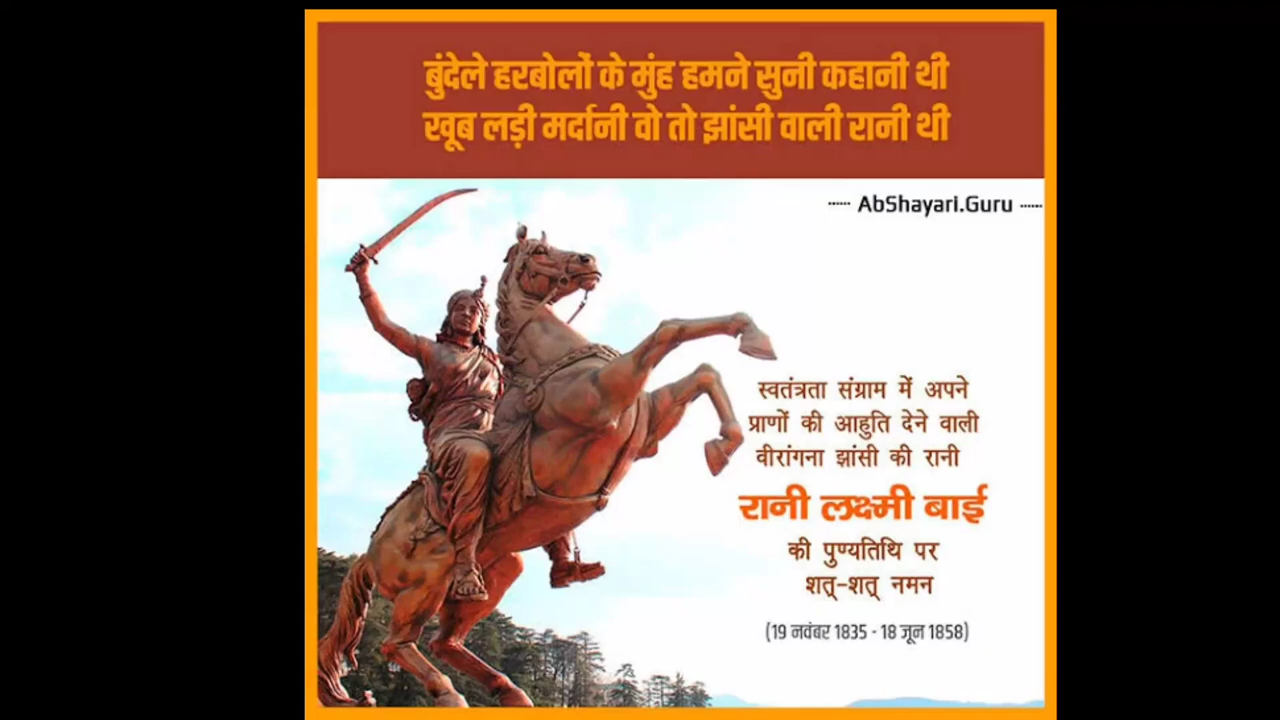 बुंदेले हरबोलों के मुंह हमने सुनी कहानी थी
खूब लड़ी मर्दानी वो तो झांसी वाली रानी थी
...... AbShayari.Guru ......
स्वतंत्रता संग्राम में अपने
प्राणों की आहुति देने वाली
वीरांगना झांसी की रानी
रानी लक्ष्मी बाई
की पुण्यतिथि पर
शत्-शत् नमन
(19 नवंबर 1835 - 18 जून 1858)